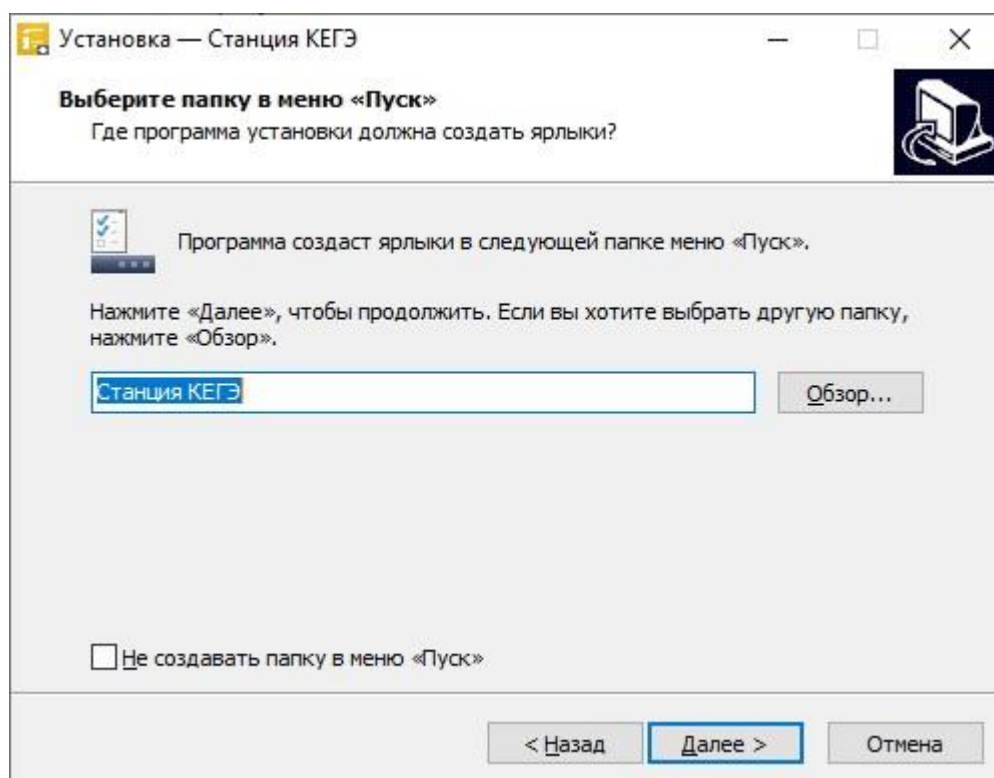 Установка — Станция КЕГЭ
Выберите папку в меню «Пуск»
Где программа установки должна создать ярлыки?
Программа создаст ярлыки в следующей папке меню «Пуск».
Нажмите «Далее», чтобы продолжить. Если вы хотите выбрать другую папку,
нажмите «Обзор».
Станция КЕГЭ
Обзор...
Не создавать папку в меню «Пуск»
< Назад
Далее >
Отмена